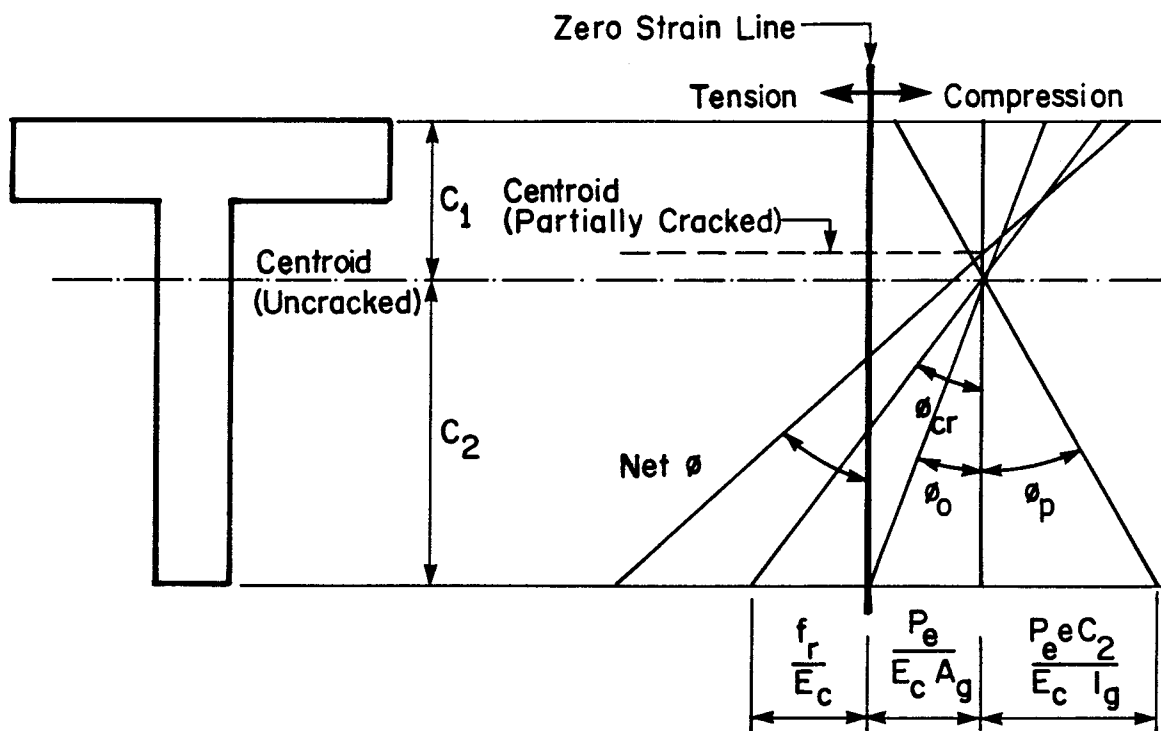 Zero Strain Line
Tension
Compression
C₁
Centroid
(Partially Cracked)
Centroid
(Uncracked)
C₂
ø_cr
Net ø
ø_o
ø_p
f_r
E_c
P_e
E_c A_g
P_e e C₂
E_c I_g